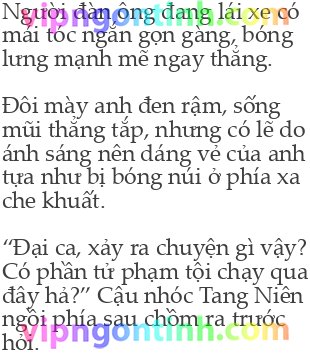 Người đàn ông đang lái xe có
mái tóc ngắn gọn gàng, bóng
lưng mạnh mẽ ngay thẳng.
Đôi mày anh đen rậm, sống
mũi thẳng tắp, nhưng có lẽ do
ánh sáng nên dáng vẻ của anh
tựa như bị bóng núi ở phía xa
che khuất.
“Đại ca, xảy ra chuyện gì vậy?
Có phần tử phạm tội chạy qua
đây hả?” Cậu nhóc Tang Niên
ngồi phía sau chồm ra trước
hỏi.
vipngontinh.com
vipngontinh.com